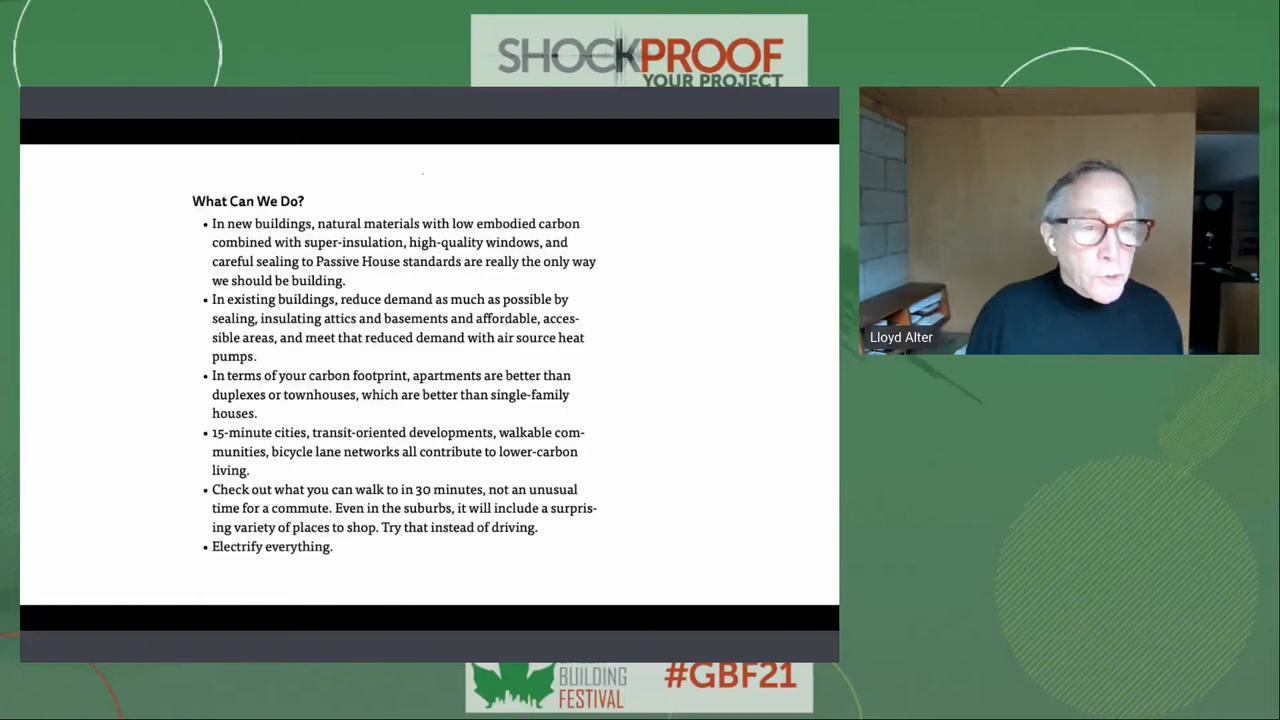 SHOCKPROOF
YOUR PROJECT
What Can We Do?
• In new buildings, natural materials with low embodied carbon
combined with super-insulation, high-quality windows, and
careful sealing to Passive House standards are really the only way
we should be building.
• In existing buildings, reduce demand as much as possible by
sealing, insulating attics and basements and affordable, acces-
sible areas, and meet that reduced demand with air source heat
pumps.
• In terms of your carbon footprint, apartments are better than
duplexes or townhouses, which are better than single-family
houses.
• 15-minute cities, transit-oriented developments, walkable com-
munities, bicycle lane networks all contribute to lower-carbon
living.
• Check out what you can walk to in 30 minutes, not an unusual
time for a commute. Even in the suburbs, it will include a surpris-
ing variety of places to shop. Try that instead of driving.
• Electrify everything.
Lloyd Alter
BUILDING
FESTIVAL
#GBF21